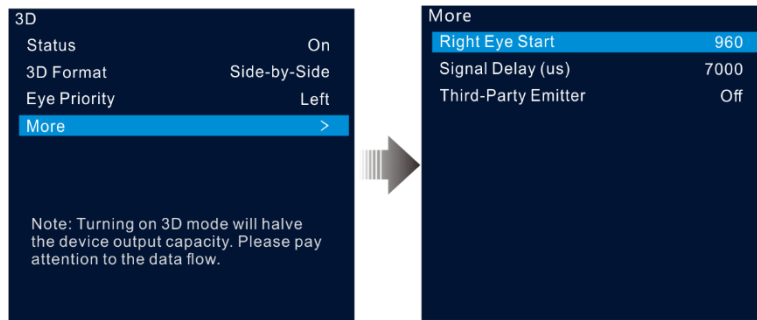 3D
Status On
3D Format Side-by-Side
Eye Priority Left
More >
Note: Turning on 3D mode will halve
the device output capacity. Please pay
attention to the data flow.
More
Right Eye Start 960
Signal Delay (us) 7000
Third-Party Emitter Off